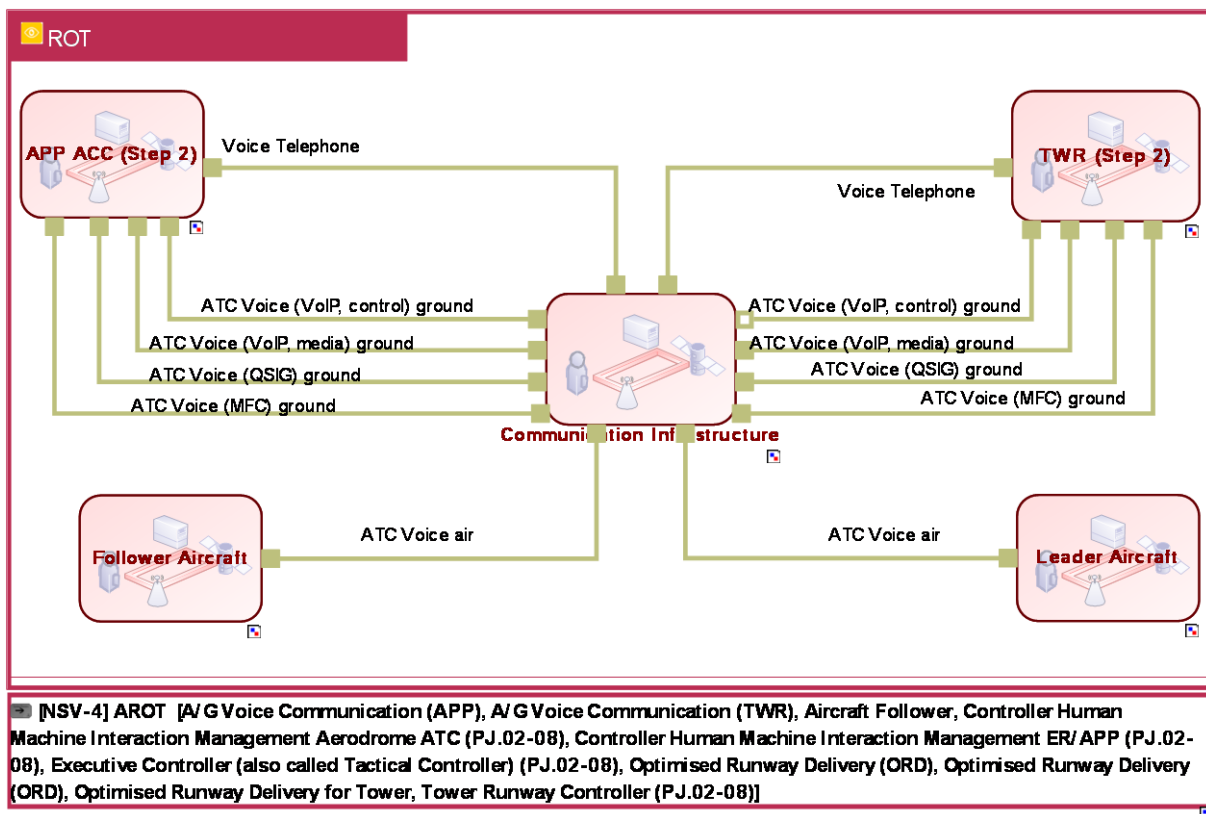 ROT
APP ACC (Step 2)
TWR (Step 2)
Voice Telephone
Voice Telephone
ATC Voice (VoIP, control) ground
ATC Voice (VoIP, control) ground
ATC Voice (VoIP, media) ground
ATC Voice (VoIP, media) ground
ATC Voice (QSIG) ground
ATC Voice (QSIG) ground
ATC Voice (MFC) ground
ATC Voice (MFC) ground
Communication Infrastructure
ATC Voice air
ATC Voice air
Follower Aircraft
Leader Aircraft
[NSV-4] AROT [A/G Voice Communication (APP), A/G Voice Communication (TWR), Aircraft Follower, Controller Human
Machine Interaction Management Aerodrome ATC (PJ.02-08), Controller Human Machine Interaction Management ER/APP (PJ.02-
08), Executive Controller (also called Tactical Controller) (PJ.02-08), Optimised Runway Delivery (ORD), Optimised Runway Delivery
(ORD), Optimised Runway Delivery for Tower, Tower Runway Controller (PJ.02-08)]